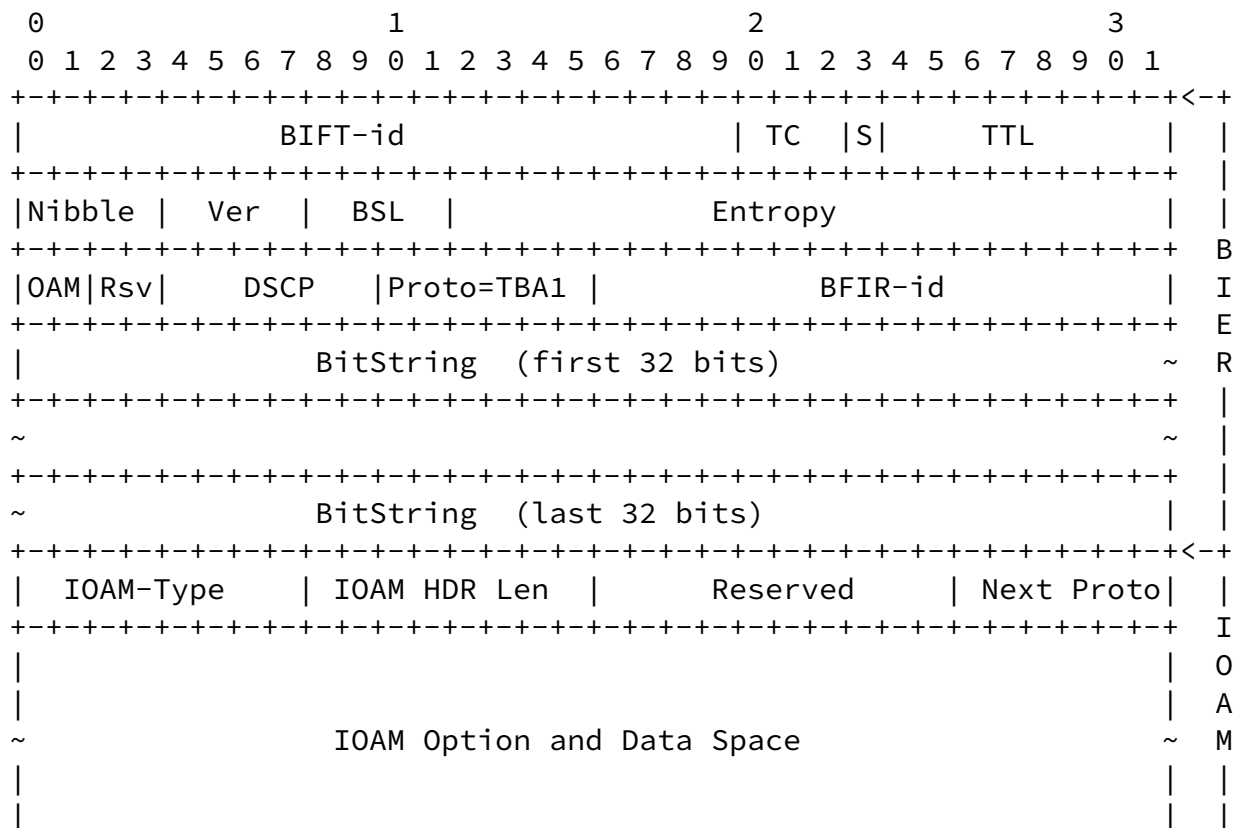 0                   1                   2                   3
 0 1 2 3 4 5 6 7 8 9 0 1 2 3 4 5 6 7 8 9 0 1 2 3 4 5 6 7 8 9 0 1
+-+-+-+-+-+-+-+-+-+-+-+-+-+-+-+-+-+-+-+-+-+-+-+-+-+-+-+-+-+-+-+-+<-+
|              BIFT-id                  | TC  |S|     TTL       |  |
+-+-+-+-+-+-+-+-+-+-+-+-+-+-+-+-+-+-+-+-+-+-+-+-+-+-+-+-+-+-+-+-+  |
|Nibble |  Ver  |  BSL  |              Entropy                  |  |
+-+-+-+-+-+-+-+-+-+-+-+-+-+-+-+-+-+-+-+-+-+-+-+-+-+-+-+-+-+-+-+-+  B
|OAM|Rsv|    DSCP   |Proto=TBA1 |            BFIR-id            |  I
+-+-+-+-+-+-+-+-+-+-+-+-+-+-+-+-+-+-+-+-+-+-+-+-+-+-+-+-+-+-+-+-+  E
|                BitString  (first 32 bits)                     ~  R
+-+-+-+-+-+-+-+-+-+-+-+-+-+-+-+-+-+-+-+-+-+-+-+-+-+-+-+-+-+-+-+-+  |
~                                                               ~  |
+-+-+-+-+-+-+-+-+-+-+-+-+-+-+-+-+-+-+-+-+-+-+-+-+-+-+-+-+-+-+-+-+  |
~                BitString  (last 32 bits)                      |  |
+-+-+-+-+-+-+-+-+-+-+-+-+-+-+-+-+-+-+-+-+-+-+-+-+-+-+-+-+-+-+-+-+<-+
|  IOAM-Type    | IOAM HDR Len  |      Reserved     | Next Proto|  |
+-+-+-+-+-+-+-+-+-+-+-+-+-+-+-+-+-+-+-+-+-+-+-+-+-+-+-+-+-+-+-+-+  I
|                                                               |  O
|                                                               |  A
~                 IOAM Option and Data Space                    ~  M
|                                                               |  |
|                                                               |  |